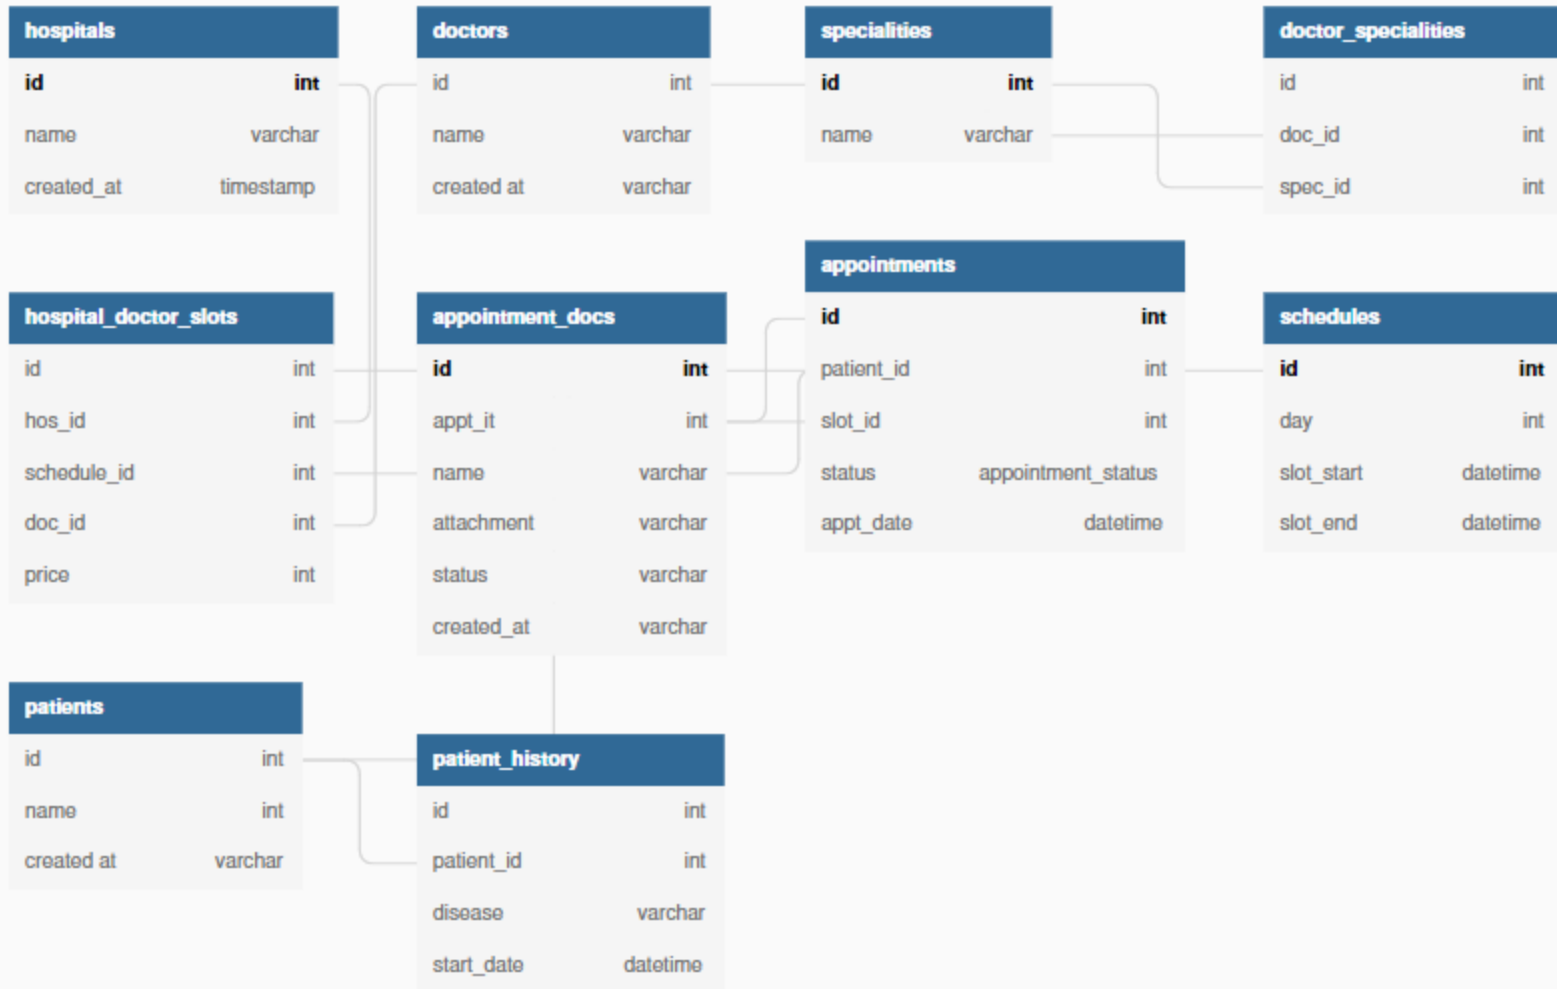 hospitals
id int
name varchar
created_at timestamp
doctors
id int
name varchar
created at varchar
specialities
id int
name varchar
doctor_specialities
id int
doc_id int
spec_id int
hospital_doctor_slots
id int
hos_id int
schedule_id int
doc_id int
price int
appointment_docs
id int
appt_it int
name varchar
attachment varchar
status varchar
created_at varchar
appointments
id int
patient_id int
slot_id int
status appointment_status
appt_date datetime
schedules
id int
day int
slot_start datetime
slot_end datetime
patients
id int
name int
created at varchar
patient_history
id int
patient_id int
disease varchar
start_date datetime